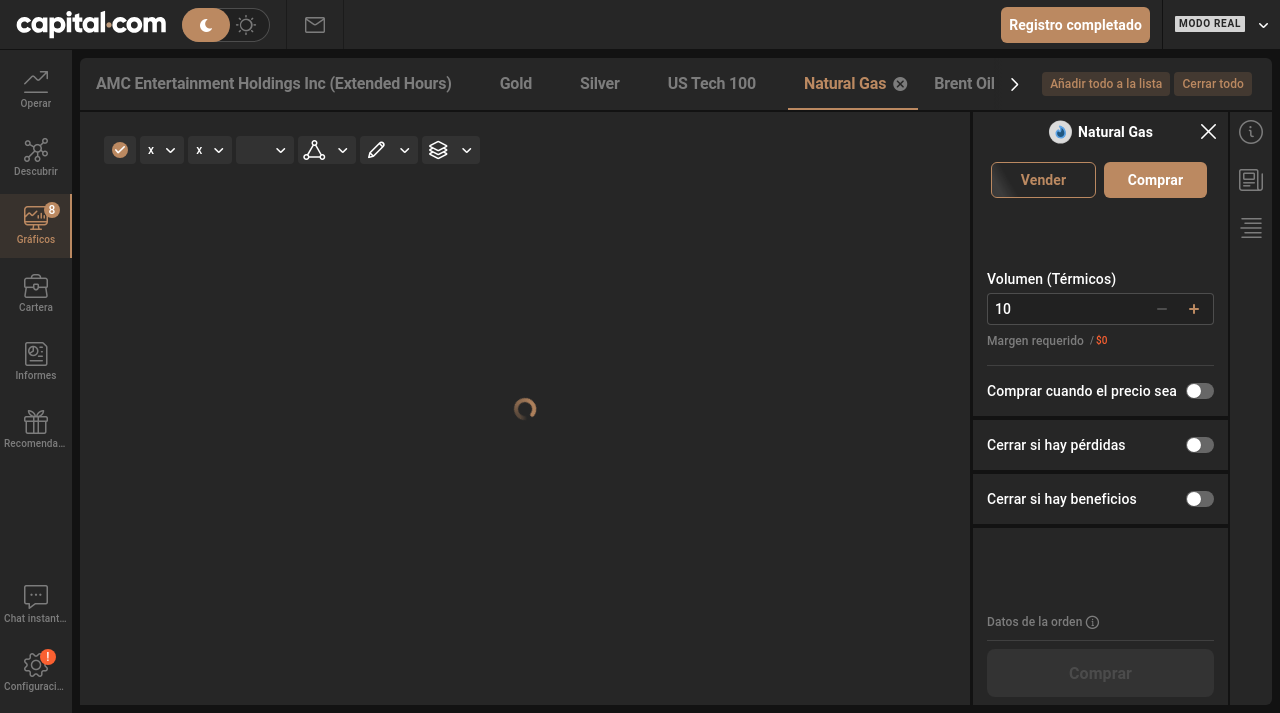 capital.com
Registro completado
MODO REAL
Operar
Descubrir
8
Gráficos
Cartera
Informes
Recomenda...
Chat instant...
!
Configuraci...
AMC Entertainment Holdings Inc (Extended Hours)
Gold
Silver
US Tech 100
Natural Gas
Brent Oil
Añadir todo a la lista
Cerrar todo
x
x
Natural Gas
Vender
Comprar
Volumen (Térmicos)
10
Margen requerido / $0
Comprar cuando el precio sea
Cerrar si hay pérdidas
Cerrar si hay beneficios
Datos de la orden
Comprar